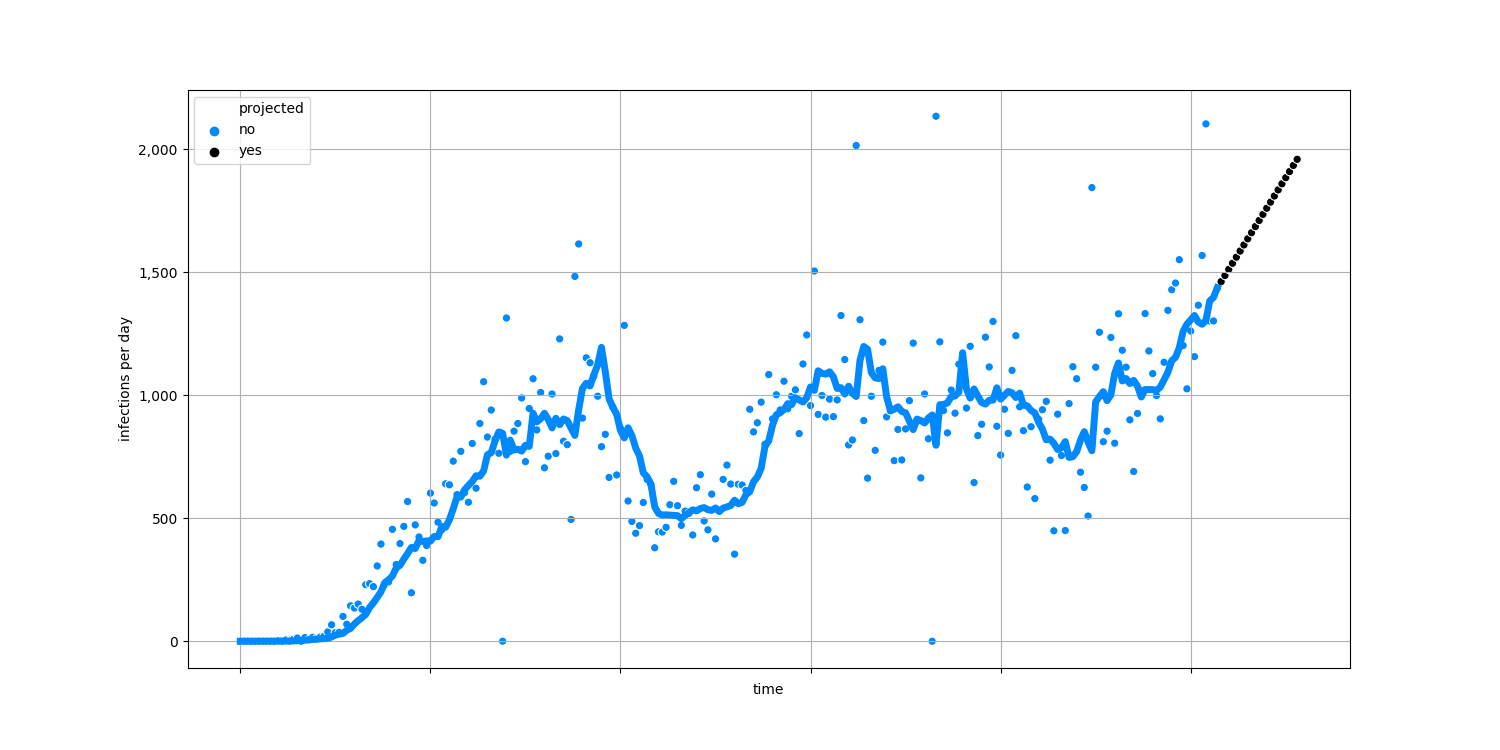 projected
no
yes
2,000
1,500
1,000
500
0
infections per day
time